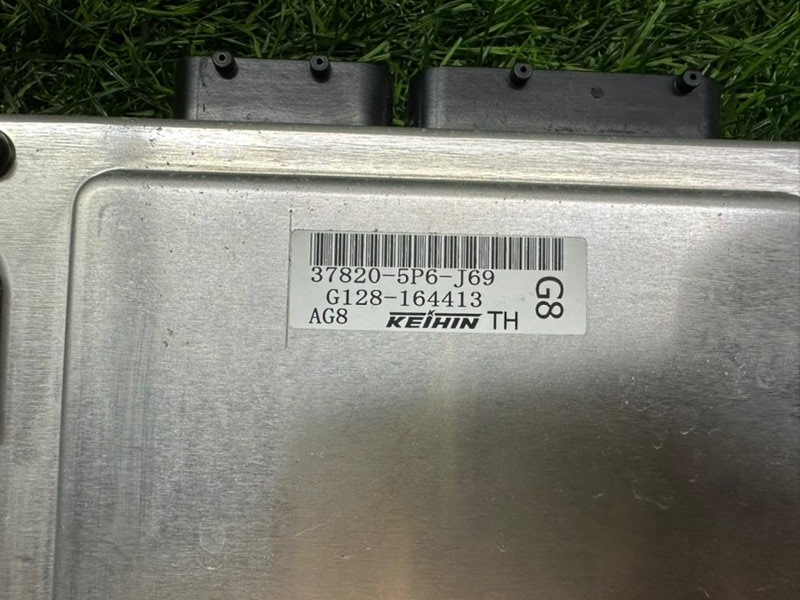 37820-5P6-J69
G128-164413
AG8 KEIHIN TH
G8